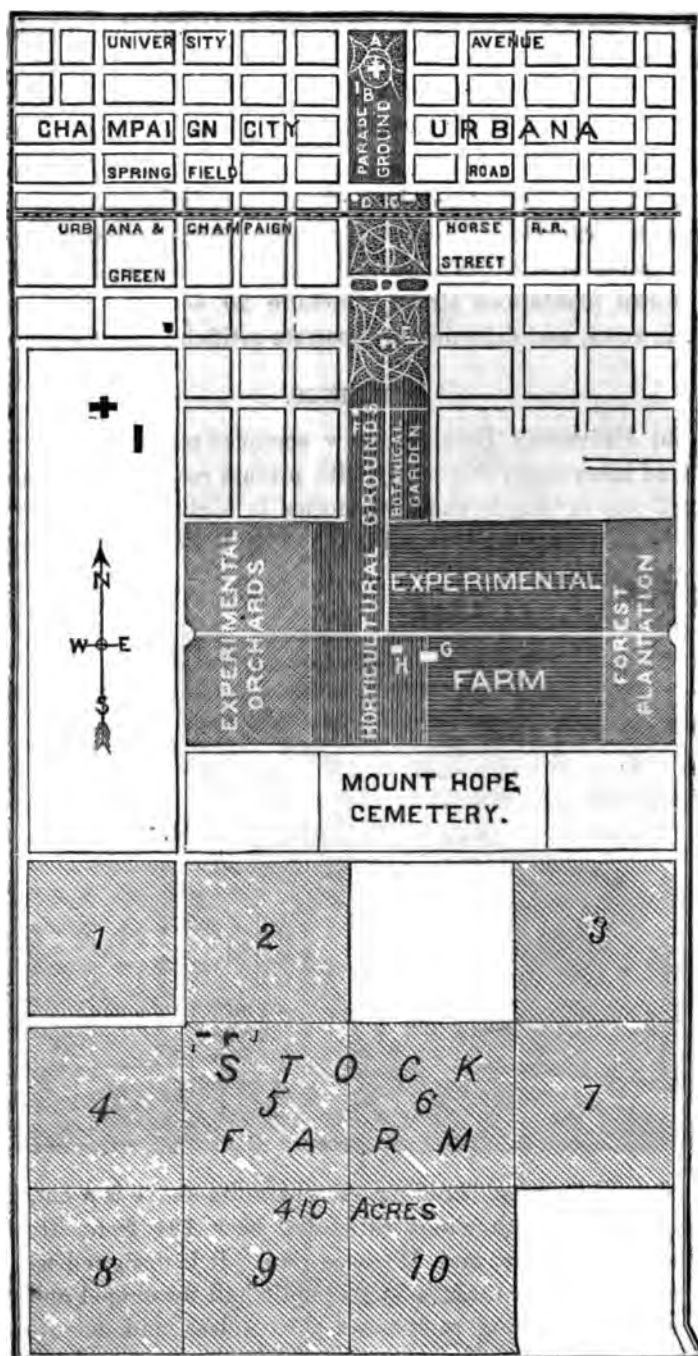 UNIVERSITY AVENUE
A
B
PARADE GROUND
CHAMPAIGN CITY URBANA
SPRINGFIELD ROAD
D C
URBANA & CHAMPAIGN HORSE R.R.
GREEN STREET
E
BOTANICAL GARDEN
HORTICULTURAL GROUNDS
EXPERIMENTAL ORCHARDS
EXPERIMENTAL
FARM
FOREST PLANTATION
N
W E
S
H
G
MOUNT HOPE
CEMETERY.
1
2
3
STOCK
4
5
6
7
FARM
410 ACRES
8
9
10